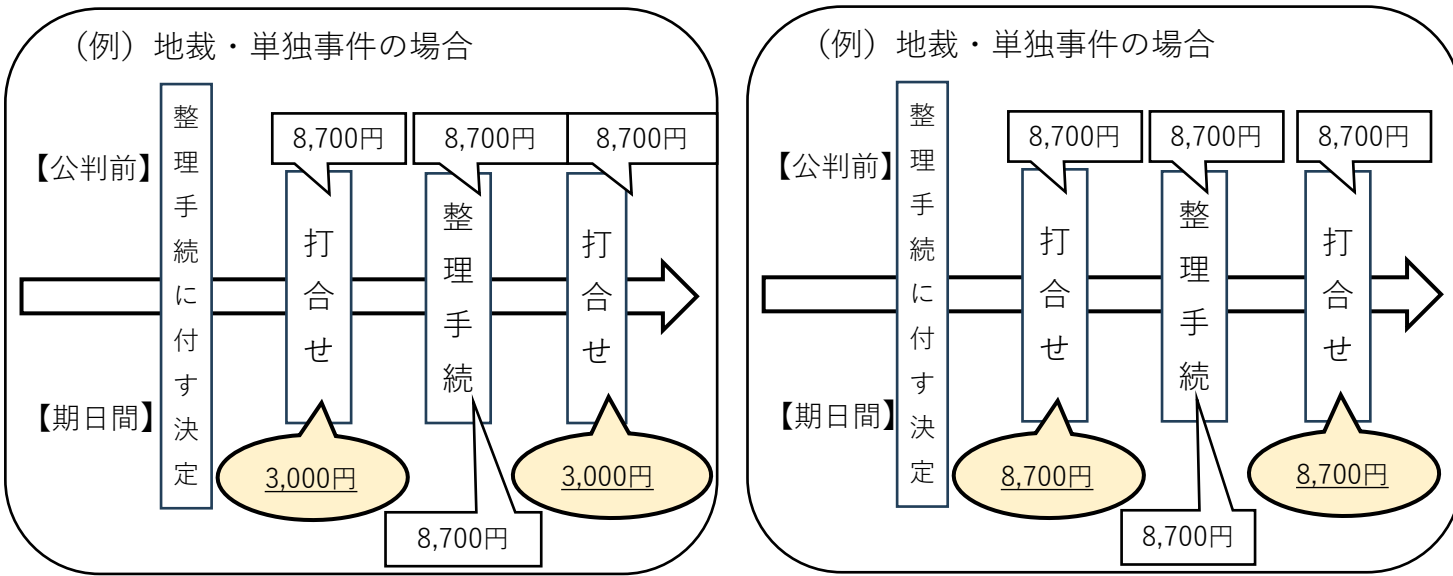 （例）地裁・単独事件の場合
8,700円
8,700円
8,700円
【公判前】
整理手続に付す決定
打合せ
整理手続
打合せ
【期日間】
3,000円
3,000円
8,700円
（例）地裁・単独事件の場合
8,700円
8,700円
8,700円
【公判前】
整理手続に付す決定
打合せ
整理手続
打合せ
【期日間】
8,700円
8,700円
8,700円